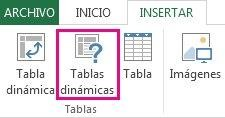 ARCHIVO INICIO INSERTAR
Tabla Tablas Tabla Imágenes
dinámica dinámicas
Tablas